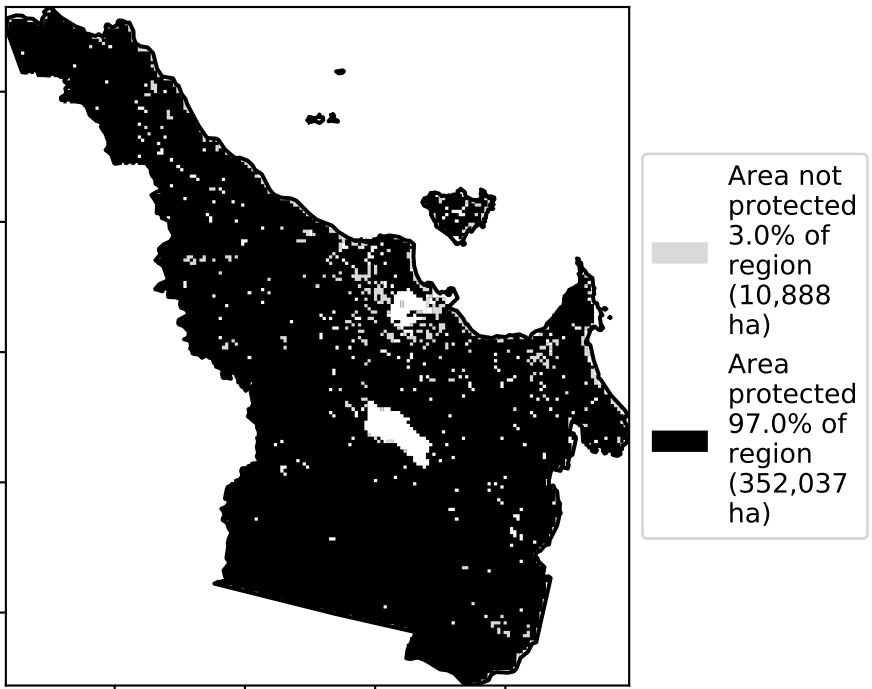 Area not
protected
3.0% of
region
(10,888
ha)
Area
protected
97.0% of
region
(352,037
ha)